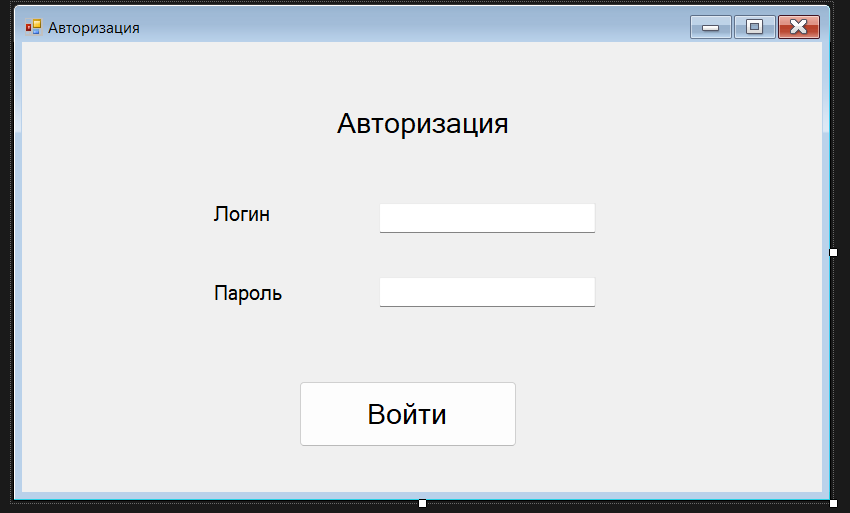 Авторизация
Авторизация
Логин
Пароль
Войти